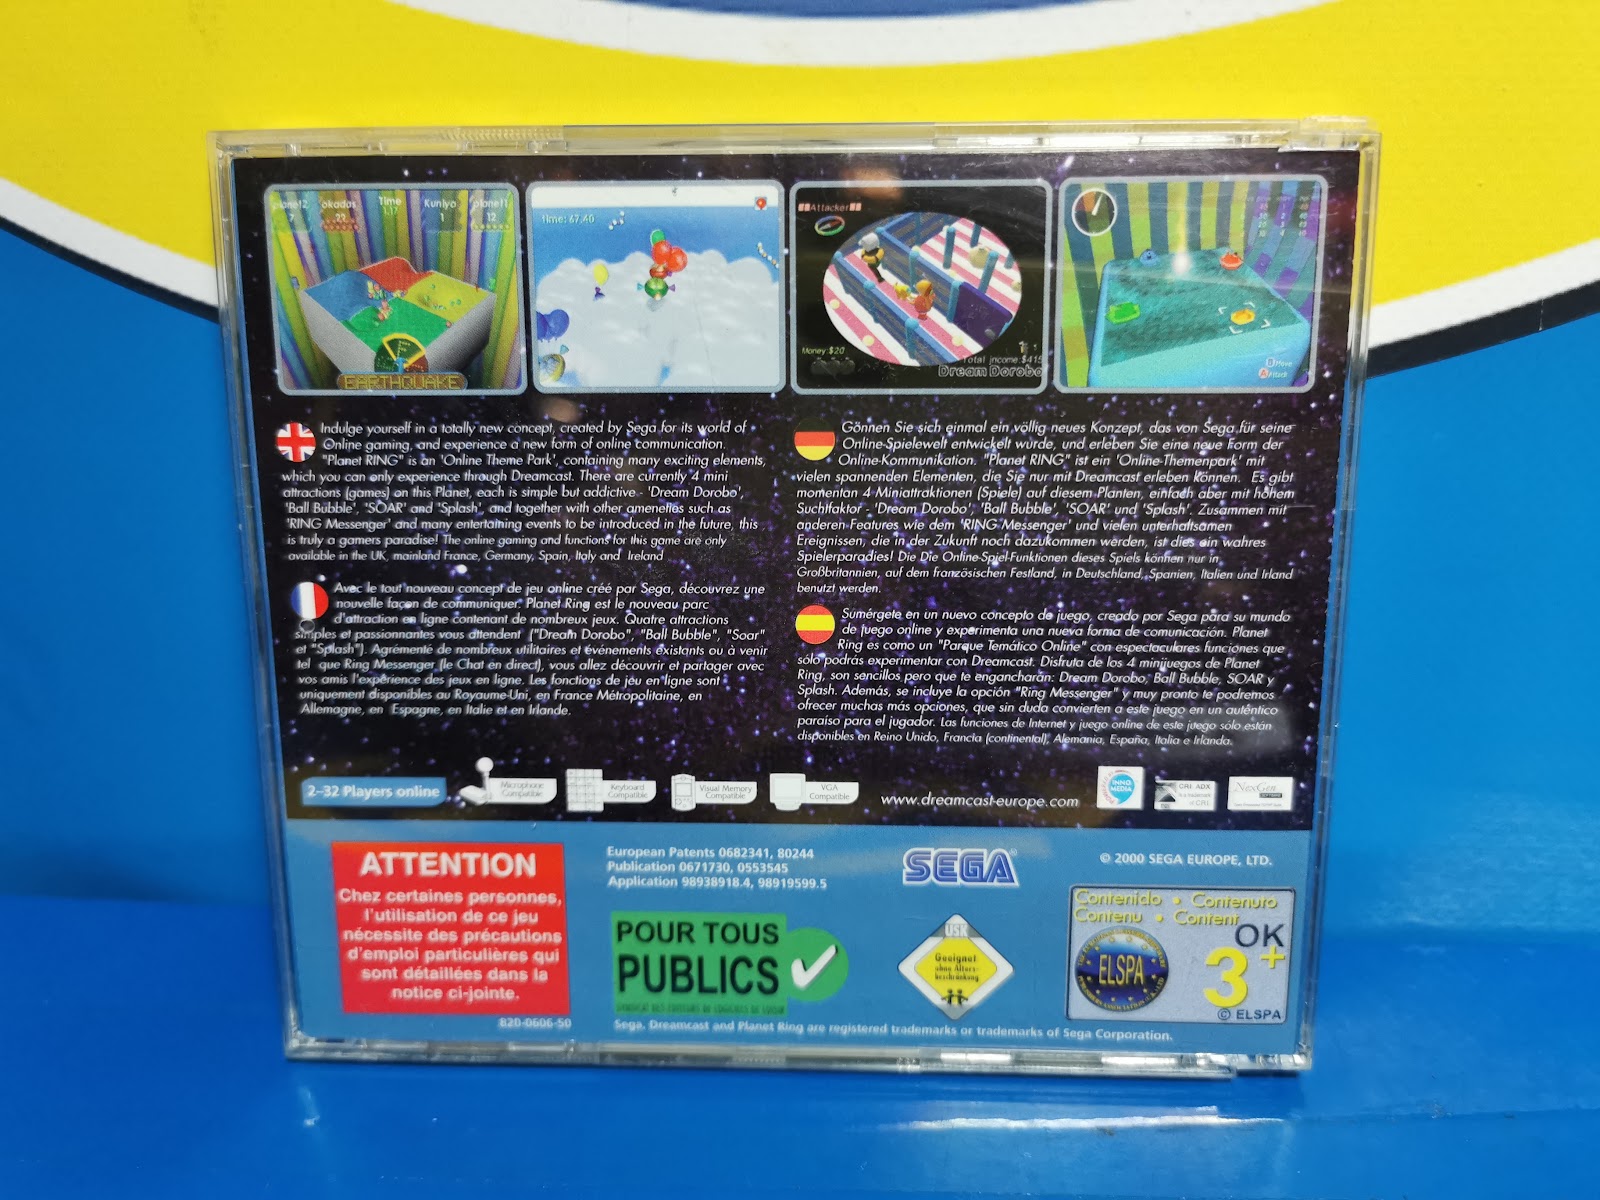 planet2
okadas
Time
Kuniya
planet1
7
22
1.17
1
12
EARTHQUAKE
time: 67.40
Attacker
Money:$20
Total income:$415
Dream Dorobo
Move
Attack
Indulge yourself in a totally new concept, created by Sega for its world of
Online gaming, and experience a new form of online communication.
"Planet RING" is an 'Online Theme Park', containing many exciting elements,
which you can only experience through Dreamcast. There are currently 4 mini
attractions (games) on this Planet, each is simple but addictive - 'Dream Dorobo',
'Ball Bubble', 'SOAR' and 'Splash', and together with other ameneties such as
'RING Messenger' and many entertaining events to be introduced in the future, this
is truly a gamers paradise! The online gaming and functions for this game are only
available in the UK, mainland France, Germany, Spain, Italy and Ireland
Avec le tout nouveau concept de jeu online créé par Sega, découvrez une
nouvelle façon de communiquer. Planet Ring est le nouveau parc
d'attraction en ligne contenant de nombreux jeux. Quatre attractions
simples et passionnantes vous attendent ("Dream Dorobo", "Ball Bubble", "Soar"
et "Splash"). Agrémenté de nombreux utilitaires et événements existants ou à venir
tel que Ring Messenger (le Chat en direct), vous allez découvrir et partager avec
vos amis l'expérience des jeux en ligne. Les fonctions de jeu en ligne sont
uniquement disponibles au Royaume-Uni, en France Métropolitaine, en
Allemagne, en Espagne, en Italie et en Irlande.
Gönnen Sie sich einmal ein völlig neues Konzept, das von Sega für seine
Online-Spielewelt entwickelt wurde, und erleben Sie eine neue Form der
Online-Kommunikation. "Planet RING" ist ein 'Online-Themenpark' mit
vielen spannenden Elementen, die Sie nur mit Dreamcast erleben können. Es gibt
momentan 4 Miniattraktionen (Spiele) auf diesem Planten, einfach aber mit hohem
Suchtfaktor - 'Dream Dorobo', 'Ball Bubble', 'SOAR' und 'Splash'. Zusammen mit
anderen Features wie dem 'RING Messenger' und vielen unterhaltsamen
Ereignissen, die in der Zukunft noch dazukommen werden, ist dies ein wahres
Spielerparadies! Die Die Online-Spiel-Funktionen dieses Spiels können nur in
Großbritannien, auf dem französischen Festland, in Deutschland, Spanien, Italien und Irland
benutzt werden.
Súmérgete en un nuevo concepto de juego, creado por Sega para su mundo
de juego online y experimenta una nueva forma de comunicación. Planet
Ring es como un "Parque Temático Online" con espectaculares funciones que
sólo podrás experimentar con Dreamcast. Disfruta de los 4 minijuegos de Planet
Ring, son sencillos pero que te engancharán: Dream Dorobo, Ball Bubble, SOAR y
Splash. Además, se incluye la opción "Ring Messenger" y muy pronto te podremos
ofrecer muchas más opciones, que sin duda convierten a este juego en un auténtico
paraíso para el jugador. Las funciones de Internet y juego online de este juego sólo están
disponibles en Reino Unido, Francia (continental), Alemania, España, Italia e Irlanda.
2-32 Players online
Microphone Compatible
Keyboard Compatible
Visual Memory Compatible
VGA Compatible
www.dreamcast-europe.com
INNO MEDIA
CRI ADX
is a trademark
of CRI
NexGen
SOFTWARE
ATTENTION
Chez certaines personnes,
l'utilisation de ce jeu
nécessite des précautions
d'emploi particulières qui
sont détaillées dans la
notice ci-jointe.
820-0606-50
European Patents 0682341, 80244
Publication 0671730, 0553545
Application 98938918.4, 98919599.5
SEGA
© 2000 SEGA EUROPE, LTD.
POUR TOUS
PUBLICS
SYNDICAT DES EDITEURS DE LOGICIELS DE LOISIR
USK
Geeignet
ohne Alters-
beschränkung
Contenido • Contenuto
Contenu • Content
ELSPA
OK
3+
© ELSPA
Sega, Dreamcast and Planet Ring are registered trademarks or trademarks of Sega Corporation.